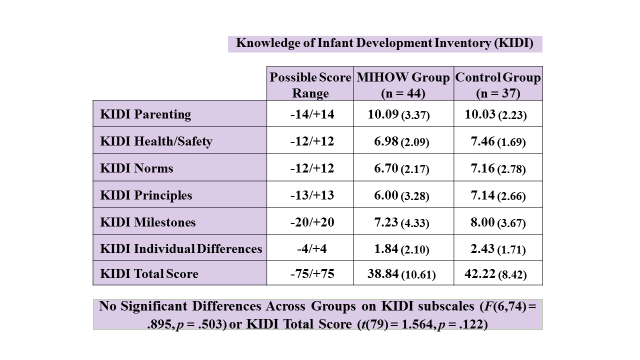 Knowledge of Infant Development Inventory (KIDI)
Possible Score Range MIHOW Group (n = 44) Control Group (n = 37)
KIDI Parenting -14/+14 10.09 (3.37) 10.03 (2.23)
KIDI Health/Safety -12/+12 6.98 (2.09) 7.46 (1.69)
KIDI Norms -12/+12 6.70 (2.17) 7.16 (2.78)
KIDI Principles -13/+13 6.00 (3.28) 7.14 (2.66)
KIDI Milestones -20/+20 7.23 (4.33) 8.00 (3.67)
KIDI Individual Differences -4/+4 1.84 (2.10) 2.43 (1.71)
KIDI Total Score -75/+75 38.84 (10.61) 42.22 (8.42)
No Significant Differences Across Groups on KIDI subscales (F(6,74) =
.895, p = .503) or KIDI Total Score (t(79) = 1.564, p = .122)